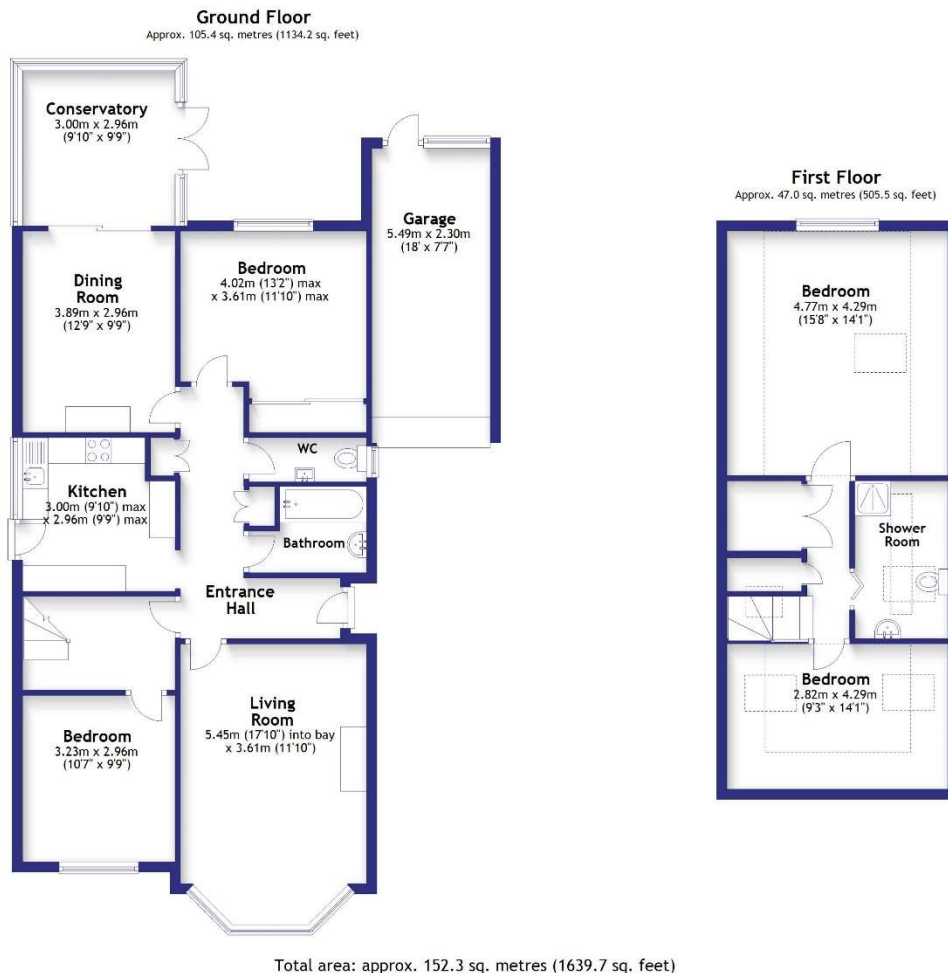 Ground Floor
Approx. 105.4 sq. metres (1134.2 sq. feet)
Conservatory
3.00m x 2.96m
(9'10" x 9'9")
Garage
5.49m x 2.30m
(18' x 7'7")
Dining
Room
3.89m x 2.96m
(12'9" x 9'9")
Bedroom
4.02m (13'2") max
x 3.61m (11'10") max
WC
Kitchen
3.00m (9'10") max
x 2.96m (9'9") max
Bathroom
Entrance
Hall
Living
Room
5.45m (17'10") into bay
x 3.61m (11'10")
Bedroom
3.23m x 2.96m
(10'7" x 9'9")
First Floor
Approx. 47.0 sq. metres (505.5 sq. feet)
Bedroom
4.77m x 4.29m
(15'8" x 14'1")
Shower
Room
Bedroom
2.82m x 4.29m
(9'3" x 14'1")
Total area: approx. 152.3 sq. metres (1639.7 sq. feet)